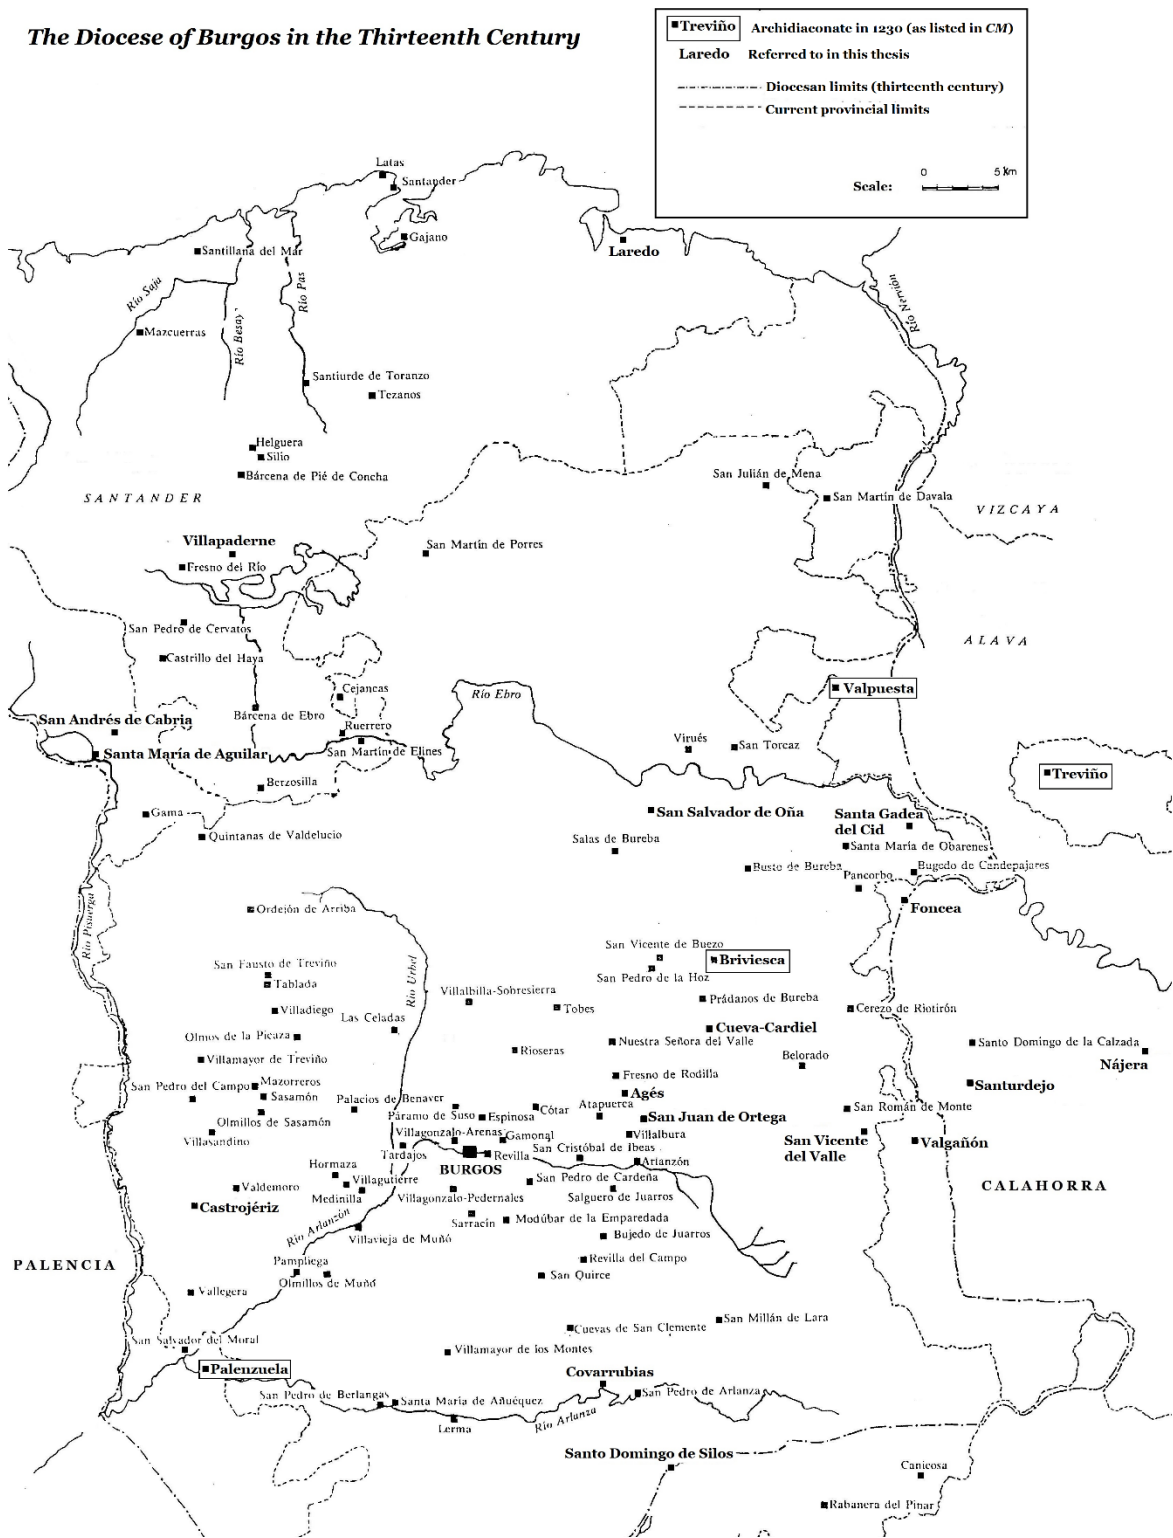 The Diocese of Burgos in the Thirteenth Century
Treviño Archidiaconate in 1230 (as listed in CM)
Laredo Referred to in this thesis
Diocesan limits (thirteenth century)
Current provincial limits
Scale: 0 5 km
Latas
Santander
Gajano
Santillana del Mar
Laredo
Río Saja
Río Besay
Río Pas
Río Nervión
Mazcuerras
Santiurde de Toranzo
Tezanos
Helguera
Silio
Bárcena de Pié de Concha
San Julián de Mena
SANTANDER
San Martín de Davala
VIZCAYA
Villapaderne
San Martín de Porres
Fresno del Río
San Pedro de Cervatos
ALAVA
Castrillo del Haya
Cejancas
Río Ebro
Valpuesta
San Andrés de Cabria
Bárcena de Ebro
Ruerrero
Santa María de Aguilar
San Martín de Elines
Virués
San Torcaz
Treviño
Berzosilla
Gama
San Salvador de Oña
Santa Gadea
del Cid
Quintanas de Valdelucio
Salas de Bureba
Santa María de Obarenes
Busto de Bureba
Bugedo de Candepajares
Pancorbo
Foncea
Ordejón de Arriba
Río Pisuerga
Río Urbel
San Vicente de Buezo
Briviesca
San Fausto de Treviño
San Pedro de la Hoz
Tablada
Villalbilla-Sobresierra
Prádanos de Bureba
Villadiego
Tobes
Cerezo de Riotirón
Las Celadas
Cueva-Cardiel
Olmos de la Picaza
Nuestra Señora del Valle
Santo Domingo de la Calzada
Rioseras
Belorado
Nájera
Villamayor de Treviño
Fresno de Rodilla
San Pedro del Campo
Mazorreros
Santurdejo
Sasamón
Agés
Palacios de Benaver
Cótar
Atapuerca
San Román de Monte
Olmillos de Sasamón
Páramo de Suso
Espinosa
San Juan de Ortega
Villasandino
Villagonzalo-Arenas
Gamonal
Villalbura
San Vicente
del Valle
Valgañón
Tardajos
BURGOS
Revilla
San Cristóbal de Ibeas
Arlanzón
Hormaza
Villagutierre
San Pedro de Cardeña
CALAHORRA
Valdemoro
Medinilla
Villagonzalo-Pedernales
Salguero de Juarros
Castrojériz
Sarracín
Modúbar de la Emparedada
Río Arlanzón
Villavieja de Muñó
Bujedo de Juarros
PALENCIA
Pampliega
Revilla del Campo
Olmillos de Muñó
San Quirce
Vallegera
San Millán de Lara
Cuevas de San Clemente
San Salvador del Moral
Villamayor de los Montes
Palenzuela
Covarrubias
San Pedro de Berlangas
Santa María de Añuéquez
San Pedro de Arlanza
Lerma
Río Arlanza
Santo Domingo de Silos
Canicosa
Rabanera del Pinar